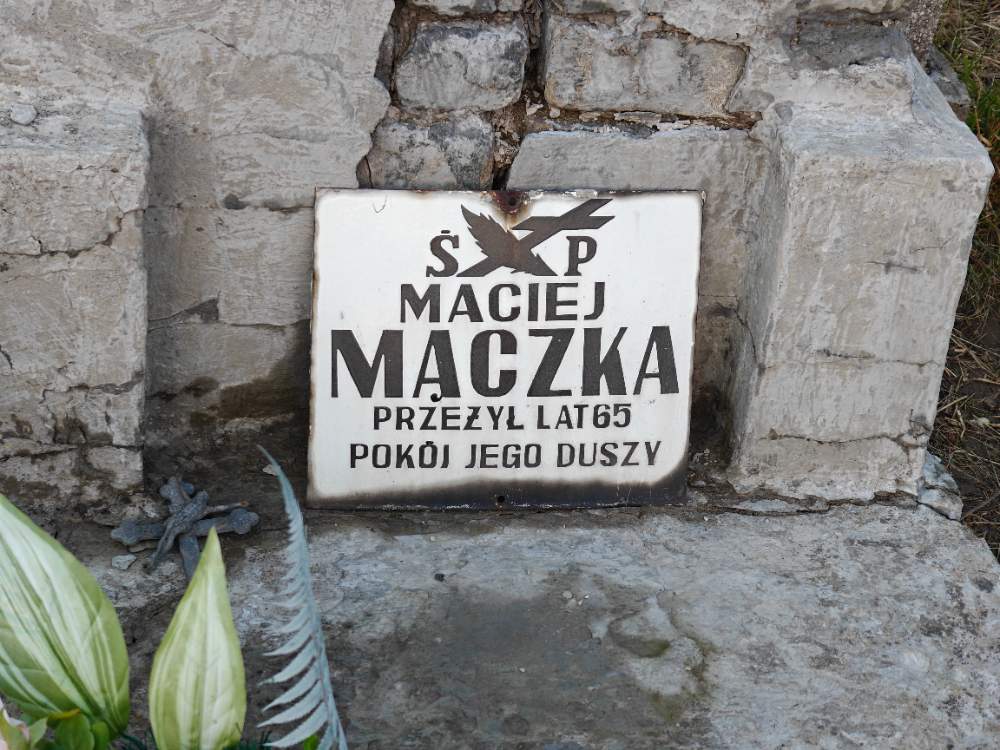 Ś P
MACIEJ
MĄCZKA
PRZEŻYŁ LAT 65
POKÓJ JEGO DUSZY